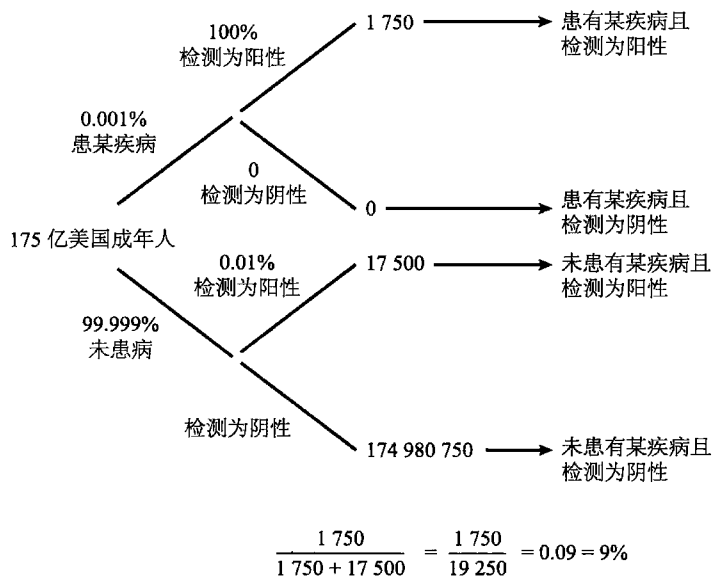 100%
检测为阳性
1 750
患有某疾病且
检测为阳性
0.001%
患某疾病
0
检测为阴性
0
患有某疾病且
检测为阴性
175 亿美国成年人
0.01%
检测为阳性
17 500
未患有某疾病且
检测为阳性
99.999%
未患病
检测为阴性
174 980 750
未患有某疾病且
检测为阴性
1 750 / 1 750 + 17 500 = 1 750 / 19 250 = 0.09 = 9%